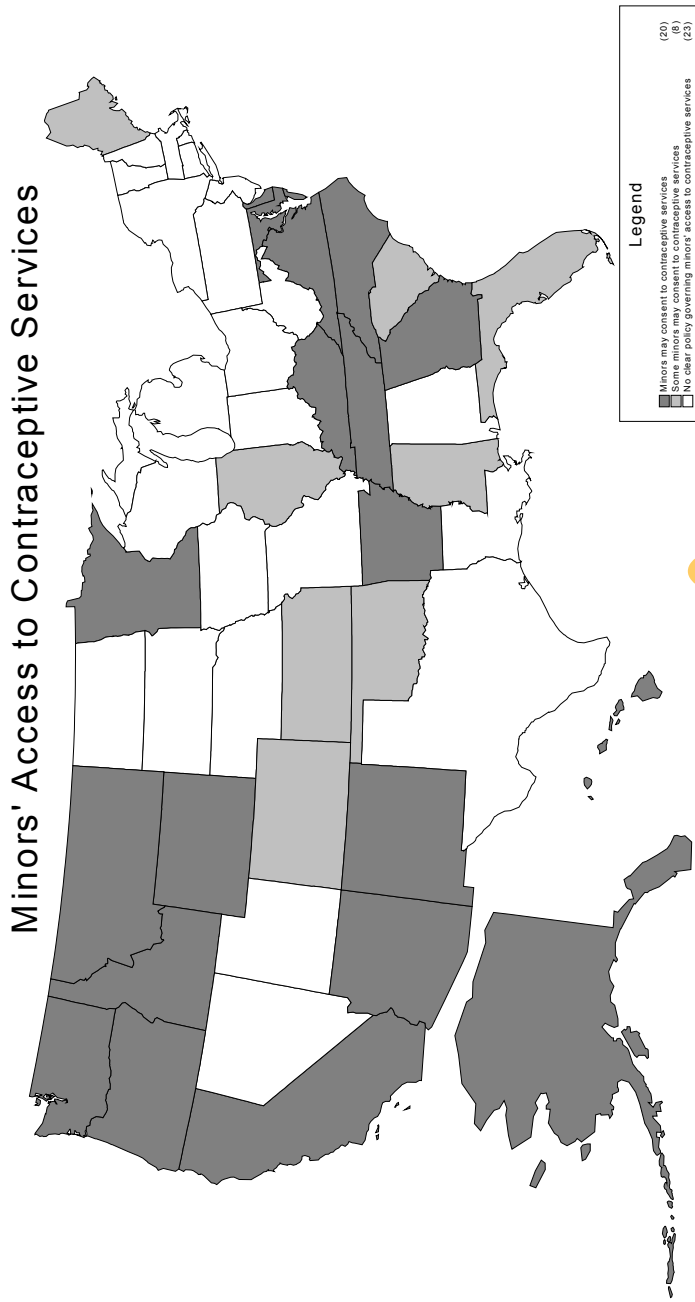 Minors' Access to Contraceptive Services
Legend
Minors may consent to contraceptive services (20)
Some minors may consent to contraceptive services (8)
No clear policy governing minors' access to contraceptive services (23)